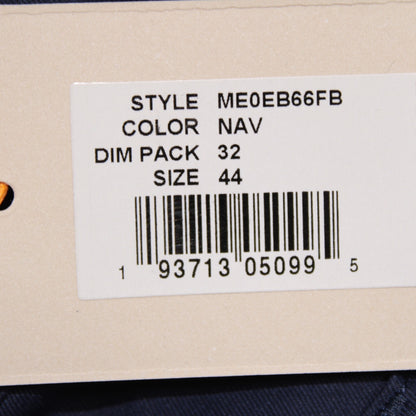 STYLE ME0EB66FB
COLOR NAV
DIM PACK 32
SIZE 44
1 93713 05099 5